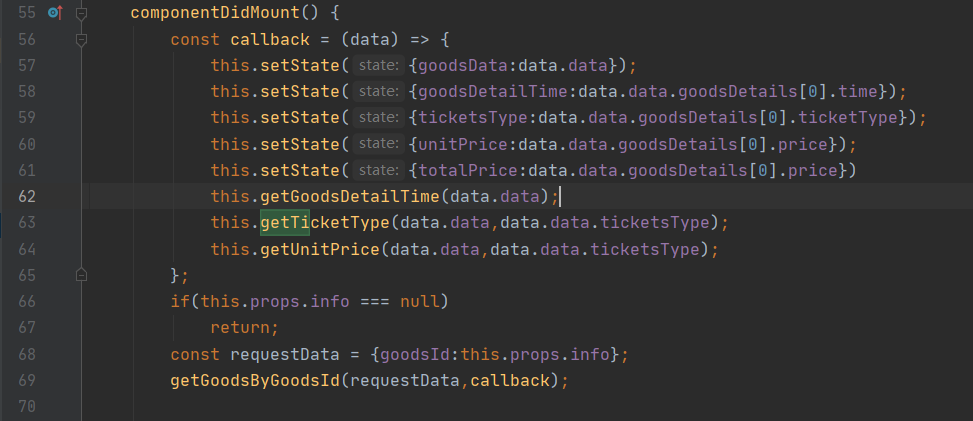 55 componentDidMount() {
56 const callback = (data) => {
57 this.setState( state: {goodsData:data.data});
58 this.setState( state: {goodsDetailTime:data.data.goodsDetails[0].time});
59 this.setState( state: {ticketsType:data.data.goodsDetails[0].ticketType});
60 this.setState( state: {unitPrice:data.data.goodsDetails[0].price});
61 this.setState( state: {totalPrice:data.data.goodsDetails[0].price})
62 this.getGoodsDetailTime(data.data);
63 this.getTicketType(data.data,data.data.ticketsType);
64 this.getUnitPrice(data.data,data.data.ticketsType);
65 };
66 if(this.props.info === null)
67 return;
68 const requestData = {goodsId:this.props.info};
69 getGoodsByGoodsId(requestData,callback);
70